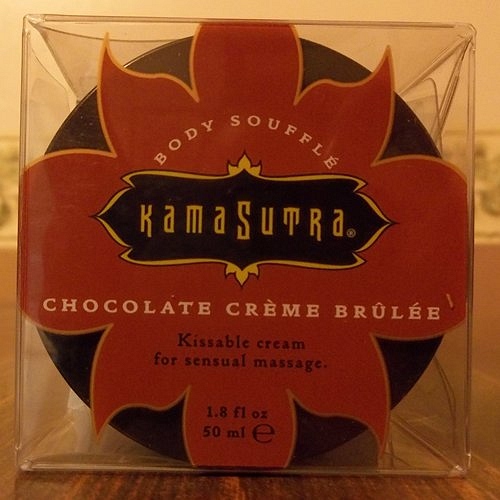 BODY SOUFFLÉ
KAMASUTRA®
CHOCOLATE CRÈME BRÛLÉE
Kissable cream
for sensual massage.
1.8 fl oz
50 ml ℮